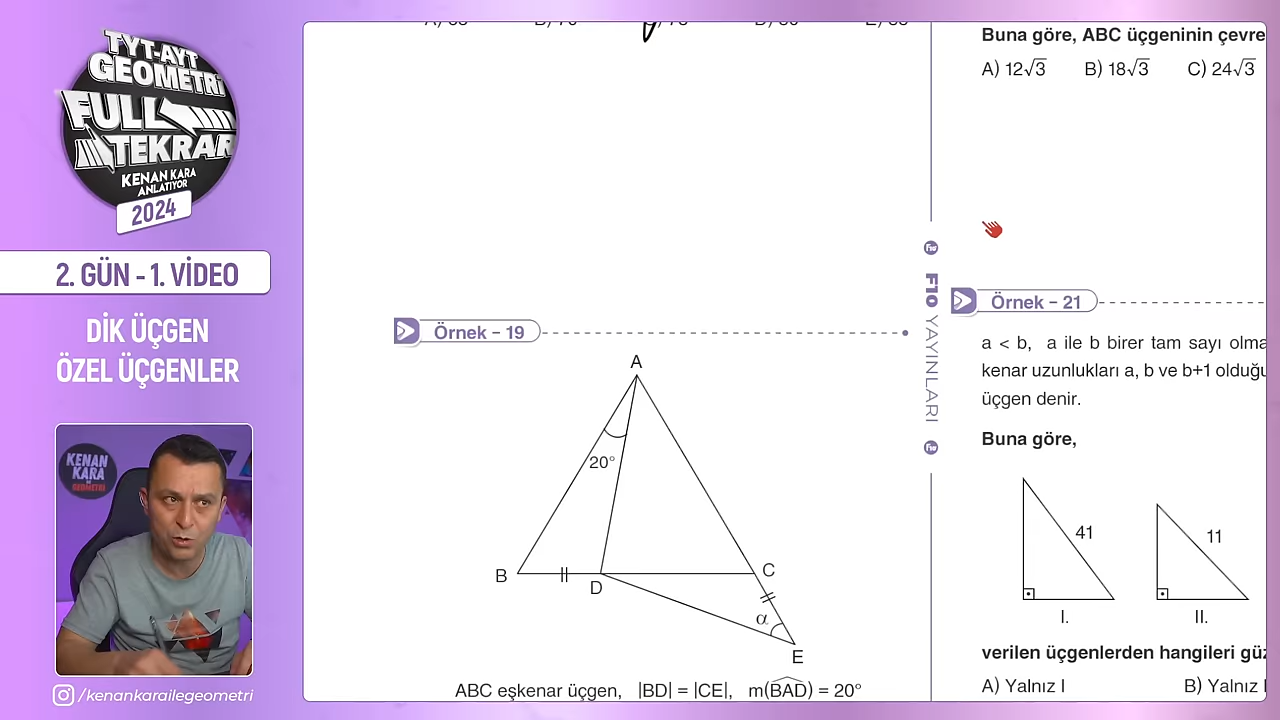 TYT-AYT
GEOMETRİ
FULL
TEKRAR
KENAN KARA
ANLATIYOR
2024
2. GÜN - 1. VİDEO
DİK ÜÇGEN
ÖZEL ÜÇGENLER
KENAN
KARA
GEOMETRİ
/kenankarailegeometri
Örnek – 19
A
20°
B
D
C
α
E
ABC eşkenar üçgen, |BD| = |CE|, m(BAD) = 20°
F10 YAYINLARI
Buna göre, ABC üçgeninin çevre
A) 12√3 B) 18√3 C) 24√3
Örnek – 21
a < b, a ile b birer tam sayı olma
kenar uzunlukları a, b ve b+1 olduğu
üçgen denir.
Buna göre,
41
11
I.
II.
verilen üçgenlerden hangileri güz
A) Yalnız I B) Yalnız I